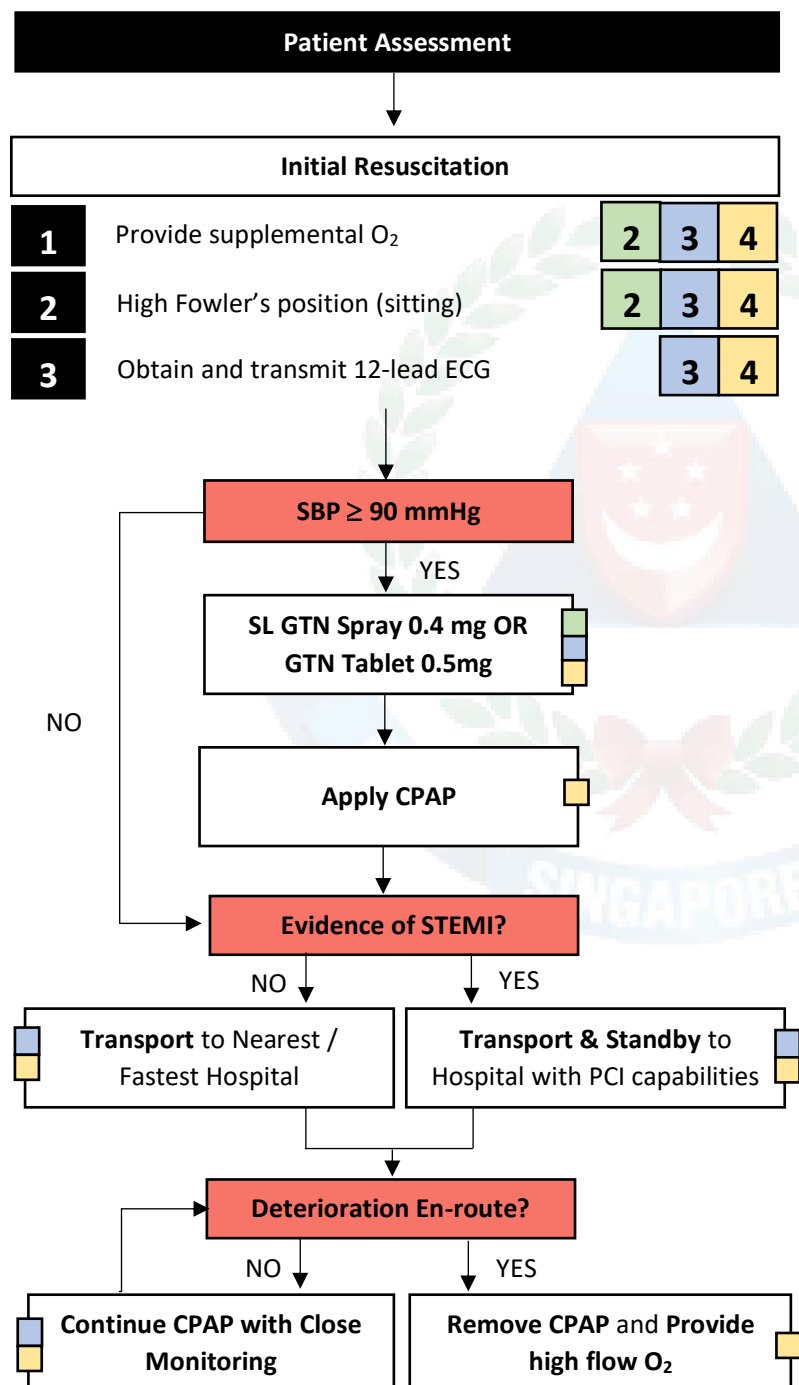 Patient Assessment
Initial Resuscitation
1 Provide supplemental O₂ 2 3 4
2 High Fowler’s position (sitting) 2 3 4
3 Obtain and transmit 12-lead ECG 3 4
SBP ≥ 90 mmHg
YES
SL GTN Spray 0.4 mg OR
GTN Tablet 0.5mg
NO
Apply CPAP
SINGAPORE
Evidence of STEMI?
NO YES
Transport to Nearest /
Fastest Hospital
Transport & Standby to
Hospital with PCI capabilities
Deterioration En-route?
NO YES
Continue CPAP with Close
Monitoring
Remove CPAP and Provide
high flow O₂